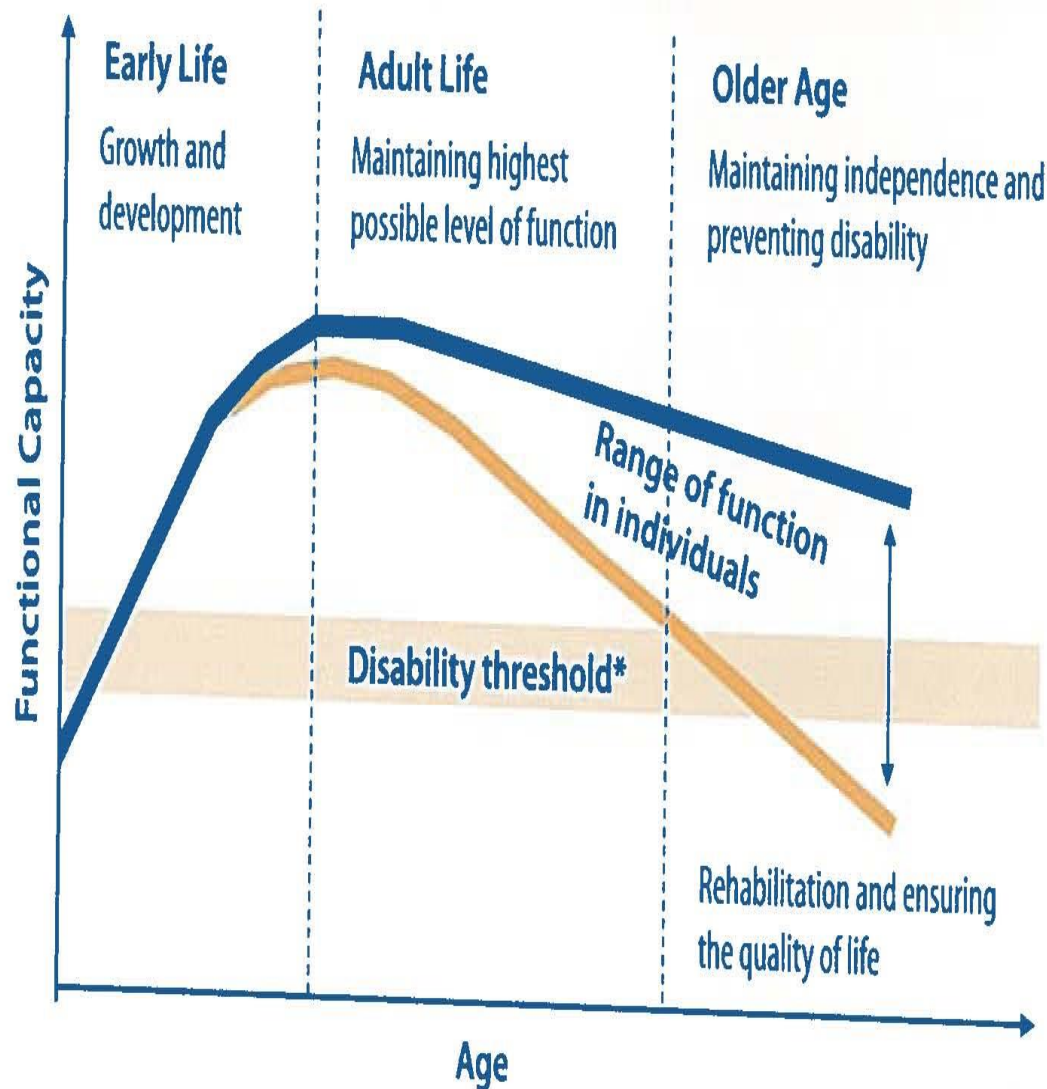 Early Life
Growth and
development
Adult Life
Maintaining highest
possible level of function
Older Age
Maintaining independence and
preventing disability
Functional Capacity
Range of function
in individuals
Disability threshold*
Rehabilitation and ensuring
the quality of life
Age